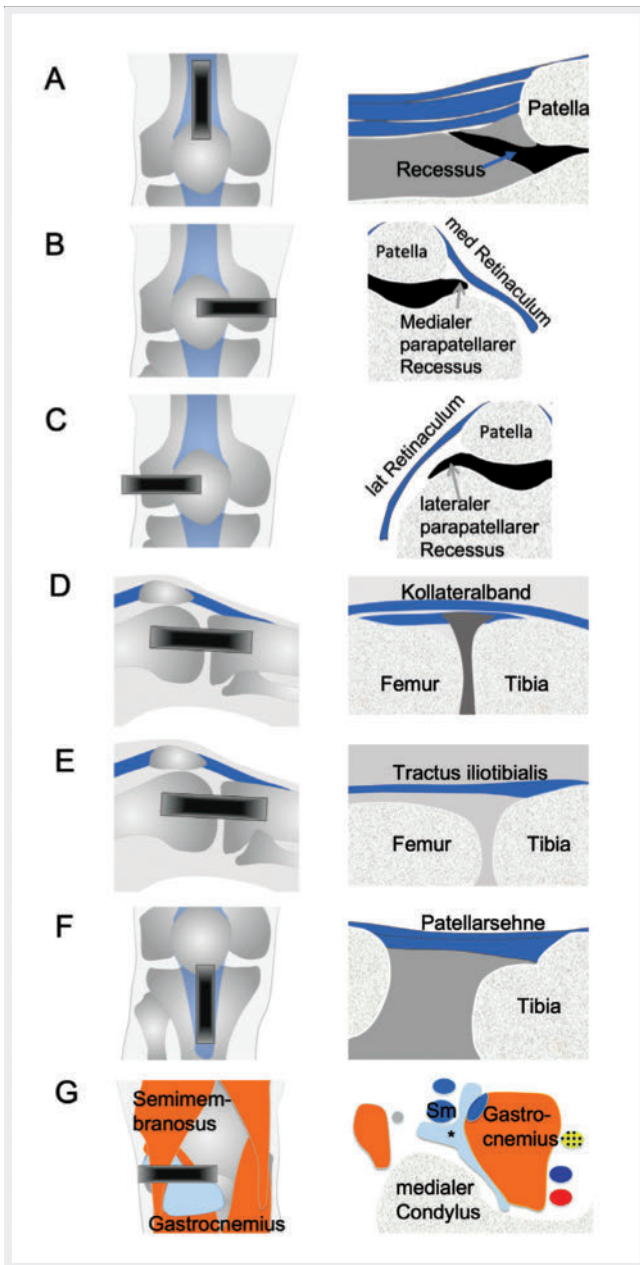 A
Patella
Recessus
B
Patella
med Retinaculum
Medialer
parapatellarer
Recessus
C
lat Retinaculum
Patella
lateraler
parapatellarer
Recessus
D
Kollateralband
Femur
Tibia
E
Tractus iliotibialis
Femur
Tibia
F
Patellarsehne
Tibia
G
Semimem-
branosus
Gastrocnemius
Sm
Gastro-
cnemius
*
medialer
Condylus